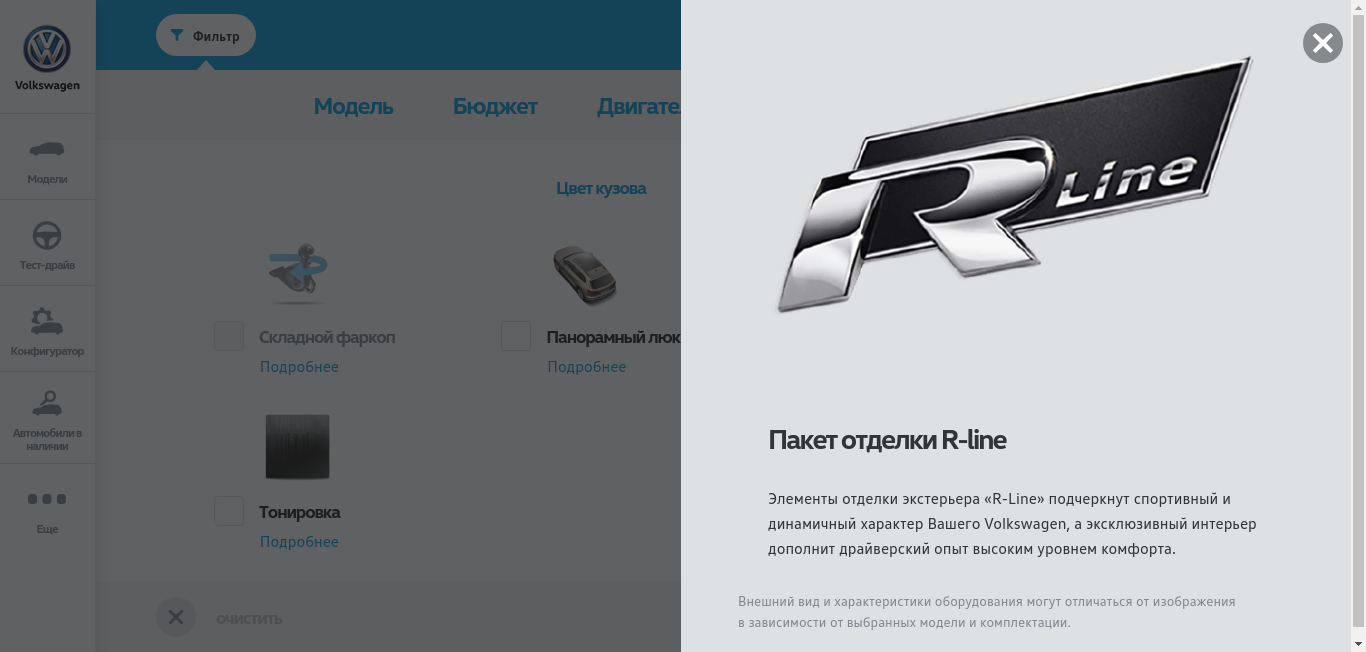 Volkswagen
Модели
Тест-драйв
Конфигуратор
Автомобили в
наличии
Еще
Фильтр
Модель Бюджет
Цвет кузова
Складной фаркоп
Подробнее
Панорамный люк
Подробнее
Тонировка
Подробнее
ОЧИСТИТЬ
R Line
Пакет отделки R-line
Элементы отделки экстерьера «R-Line» подчеркнут спортивный и
динамичный характер Вашего Volkswagen, а эксклюзивный интерьер
дополнит драйверский опыт высоким уровнем комфорта.
Внешний вид и характеристики оборудования могут отличаться от изображения
в зависимости от выбранных модели и комплектации.